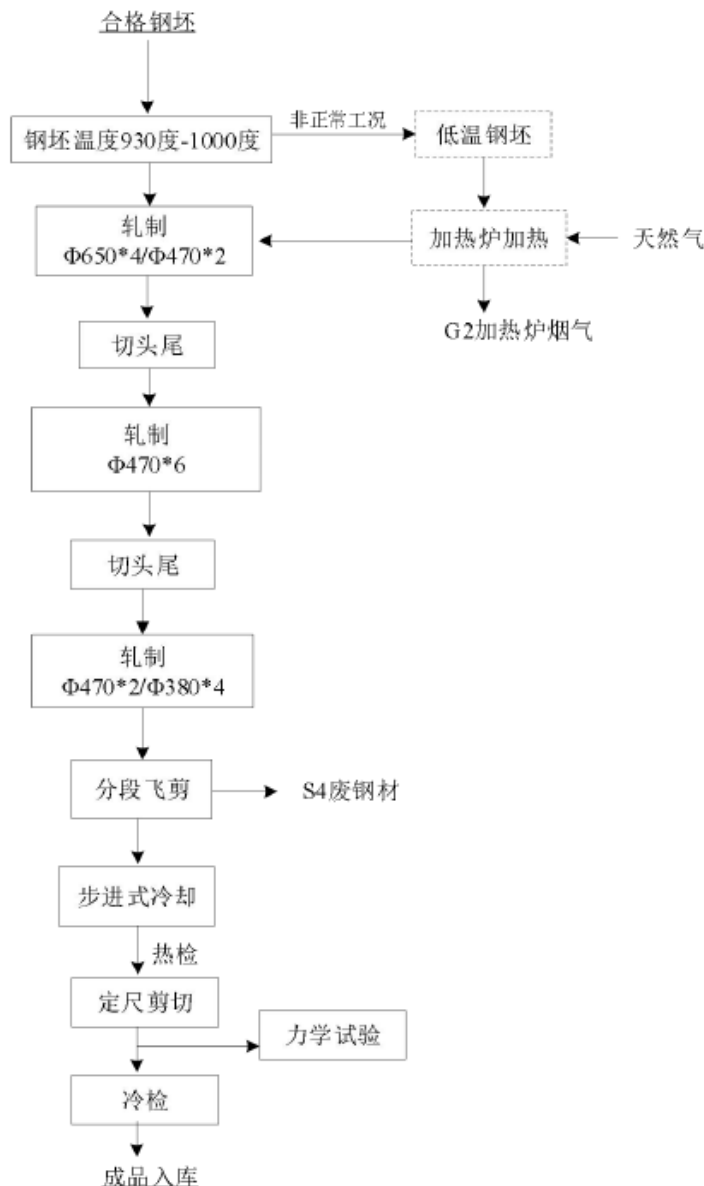 合格钢坯
非正常工况
钢坯温度930度-1000度
低温钢坯
轧制
Φ650*4/Φ470*2
加热炉加热
天然气
G2加热炉烟气
切头尾
轧制
Φ470*6
切头尾
轧制
Φ470*2/Φ380*4
分段飞剪
S4废钢材
步进式冷却
热检
定尺剪切
力学试验
冷检
成品入库